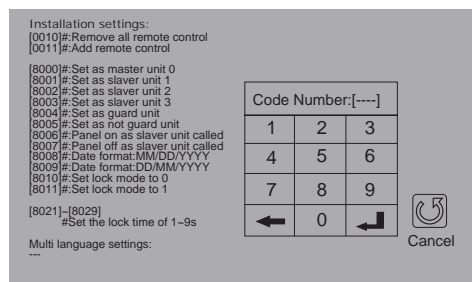 Installation settings:
[0010]#:Remove all remote control
[0011]#:Add remote control
[8000]#:Set as master unit 0
[8001]#:Set as slaver unit 1
[8002]#:Set as slaver unit 2
[8003]#:Set as slaver unit 3
[8004]#:Set as guard unit
[8005]#:Set as not guard unit
[8006]#:Panel on as slaver unit called
[8007]#:Panel off as slaver unit called
[8008]#:Date format:MM/DD/YYYY
[8009]#:Date format:DD/MM/YYYY
[8010]#:Set lock mode to 0
[8011]#:Set lock mode to 1
[8021]~[8029]
#Set the lock time of 1~9s
Multi language settings:
---
Code Number:[----]
1 2 3
4 5 6
7 8 9
0
Cancel